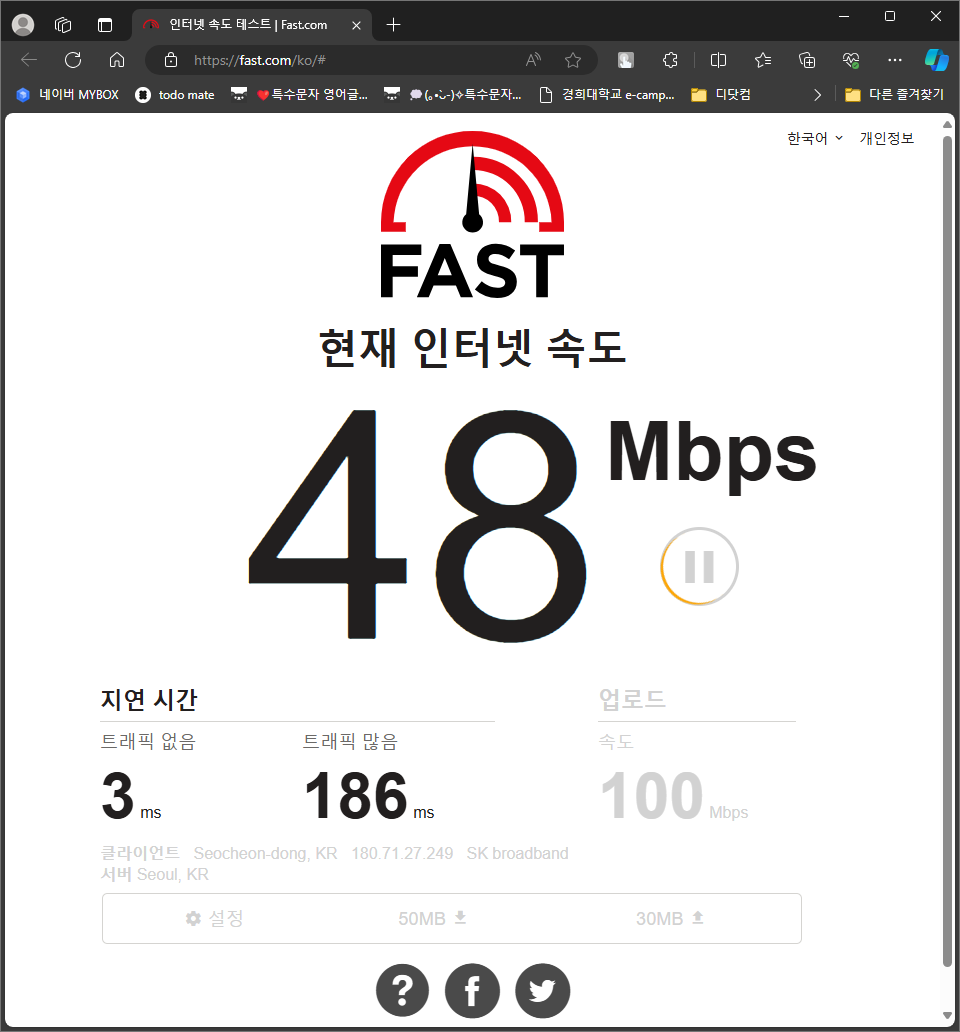 인터넷 속도 테스트 | Fast.com
https://fast.com/ko/#
네이버 MYBOX
todo mate
❤️특수문자 영어글...
💭(｡•ᴗ-)✧특수문자...
경희대학교 e-camp...
디닷컴
다른 즐겨찾기
한국어
개인정보
FAST
현재 인터넷 속도
48 Mbps
지연 시간
업로드
트래픽 없음 트래픽 많음 속도
3 ms 186 ms 100 Mbps
클라이언트 Seocheon-dong, KR 180.71.27.249 SK broadband
서버 Seoul, KR
설정 50MB 30MB
?